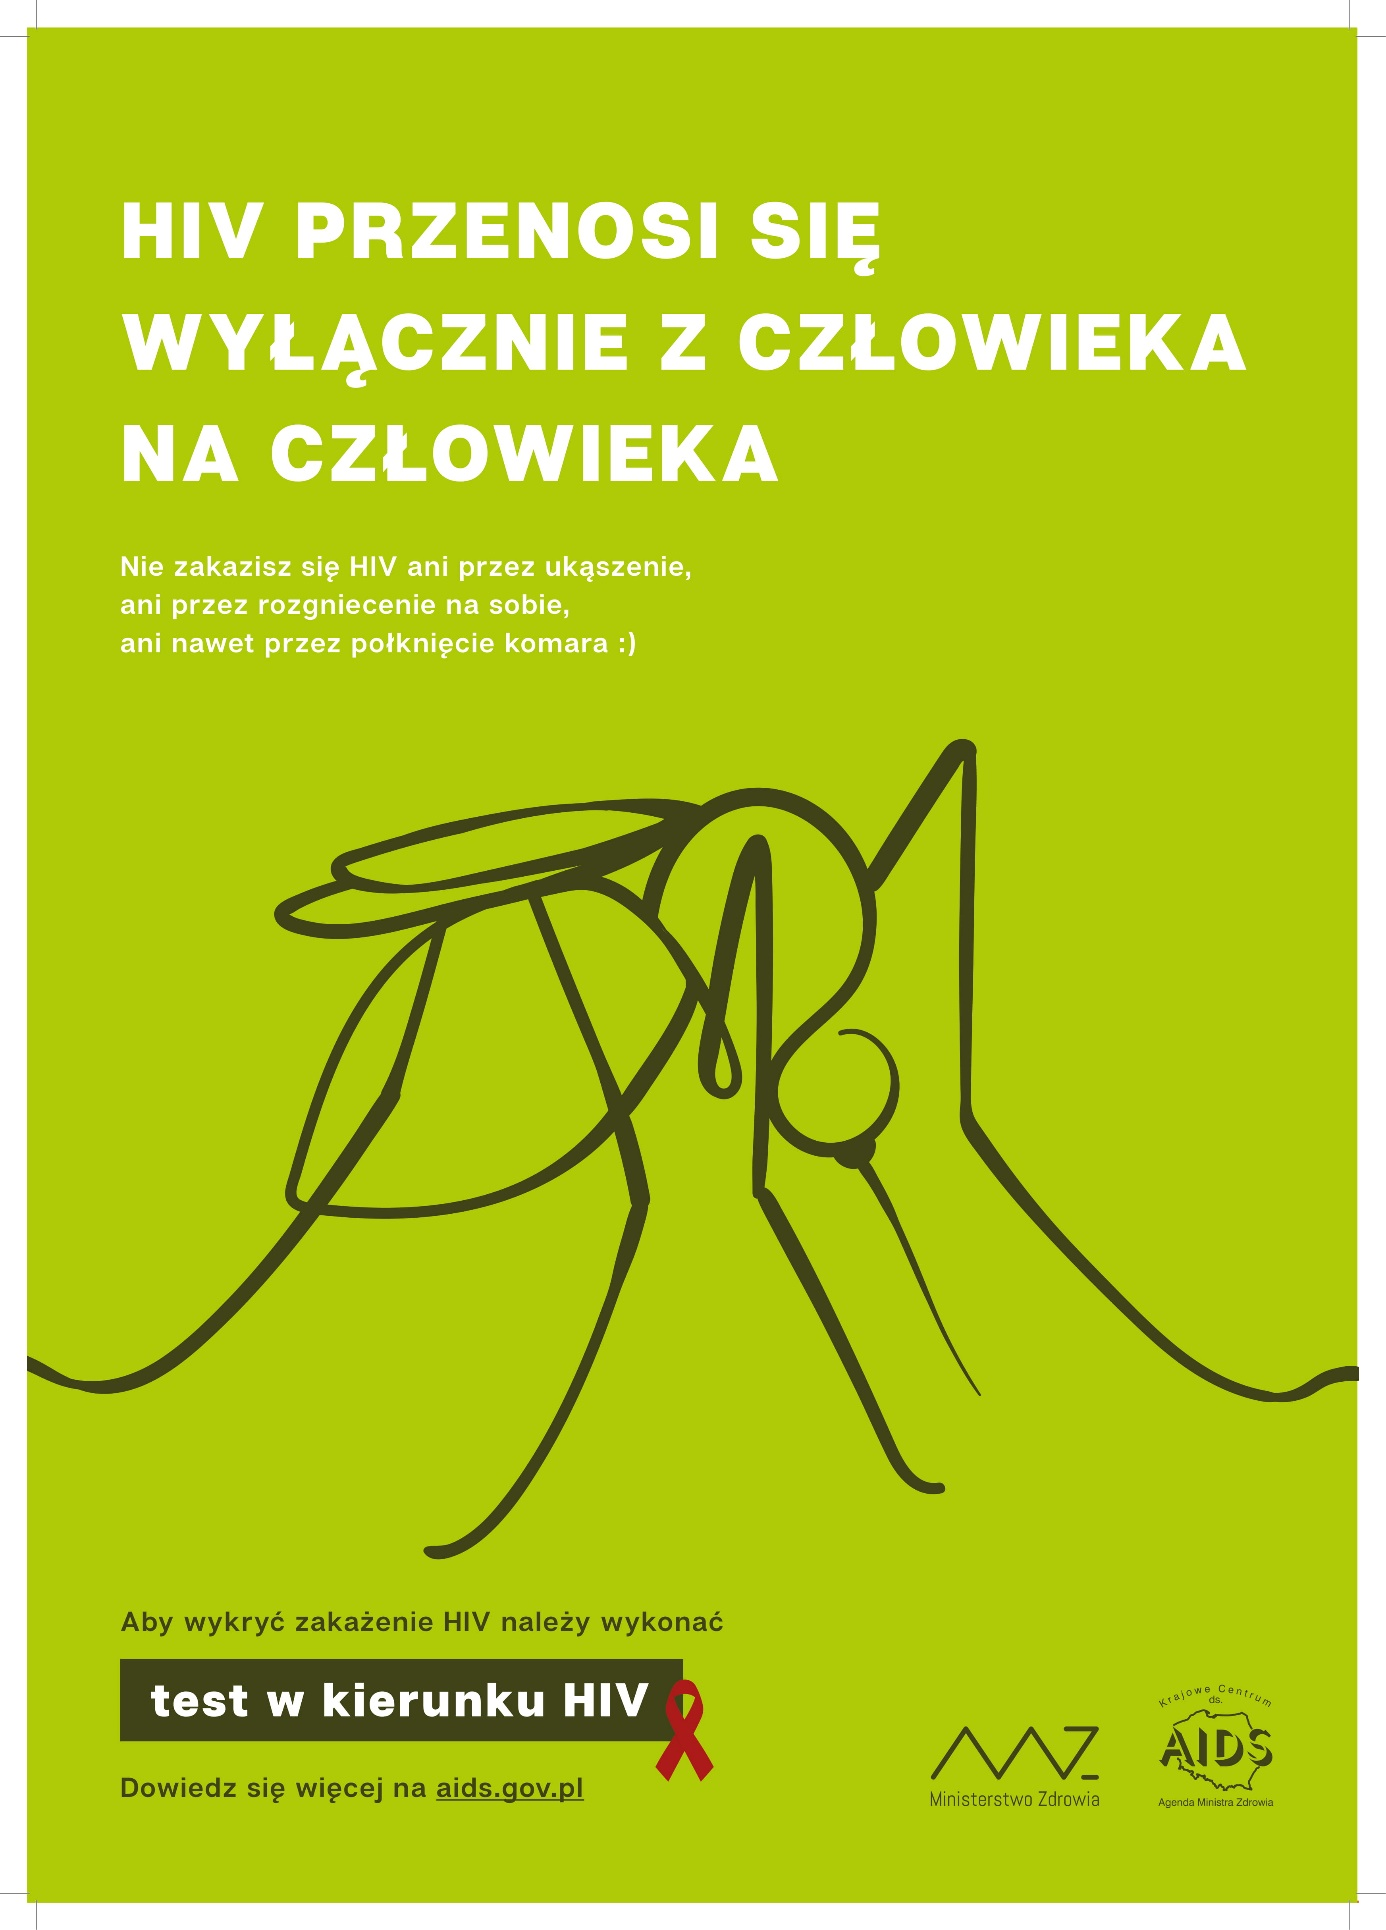 HIV PRZENOSI SIĘ
WYŁĄCZNIE Z CZŁOWIEKA
NA CZŁOWIEKA
Nie zakazisz się HIV ani przez ukąszenie,
ani przez rozgniecenie na sobie,
ani nawet przez połknięcie komara :)
Aby wykryć zakażenie HIV należy wykonać
test w kierunku HIV
Dowiedz się więcej na aids.gov.pl
MZ
Ministerstwo Zdrowia
Krajowe Centrum
ds.
AIDS
Agenda Ministra Zdrowia